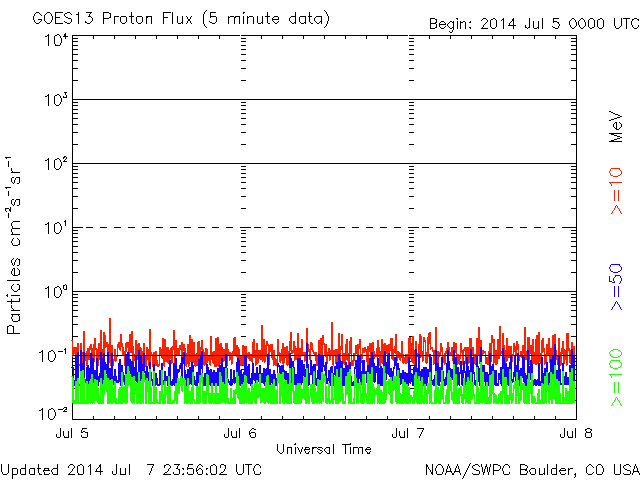 GOES13 Proton Flux (5 minute data)
Begin: 2014 Jul 5 0000 UTC
10⁴
10³
10²
10¹
10⁰
10⁻¹
10⁻²
Particles cm⁻²s⁻¹sr⁻¹
MeV
>=10
>=50
>=100
Jul 5
Jul 6
Jul 7
Jul 8
Universal Time
Updated 2014 Jul 7 23:56:02 UTC
NOAA/SWPC Boulder, CO USA